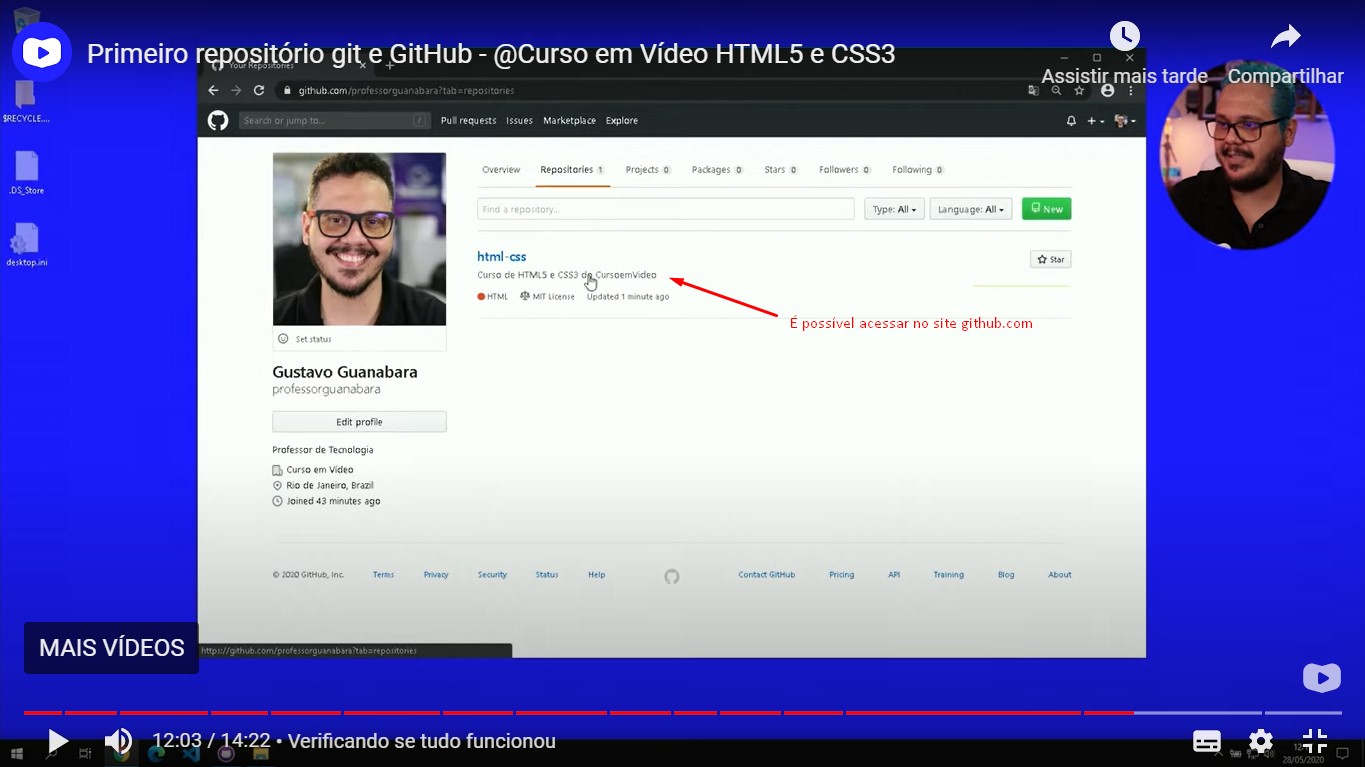 Primeiro repositório git e GitHub - @Curso em Vídeo HTML5 e CSS3
Assistir mais tarde
Compartilhar
Your Repositories
github.com/professorguanabara?tab=repositories
$RECYCLE....
Search or jump to...
Pull requests Issues Marketplace Explore
.DS_Store
desktop.ini
Overview Repositories 1 Projects 0 Packages 0 Stars 0 Followers 0 Following 0
Find a repository...
Type: All
Language: All
New
html-css
Star
Curso de HTML5 e CSS3 do CursoemVideo
HTML MIT License Updated 1 minute ago
É possível acessar no site github.com
Set status
Gustavo Guanabara
professorguanabara
Edit profile
Professor de Tecnologia
Curso em Vídeo
Rio de Janeiro, Brazil
Joined 43 minutes ago
© 2020 GitHub, Inc. Terms Privacy Security Status Help Contact GitHub Pricing API Training Blog About
MAIS VÍDEOS
https://github.com/professorguanabara?tab=repositories
12:03 / 14:22 • Verificando se tudo funcionou
28/05/2020